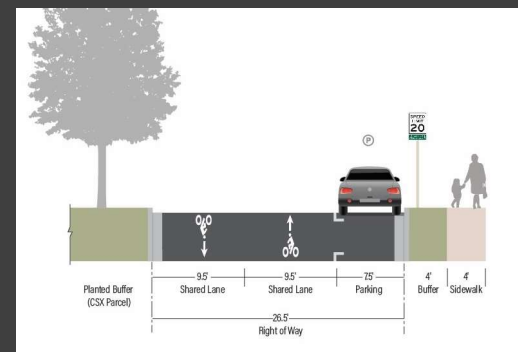 SPEED
LIMIT
20
P
9.5'
9.5'
7.5'
4'
4'
Planted Buffer
(CSX Parcel)
Shared Lane
Shared Lane
Parking
Buffer
Sidewalk
26.5'
Right of Way